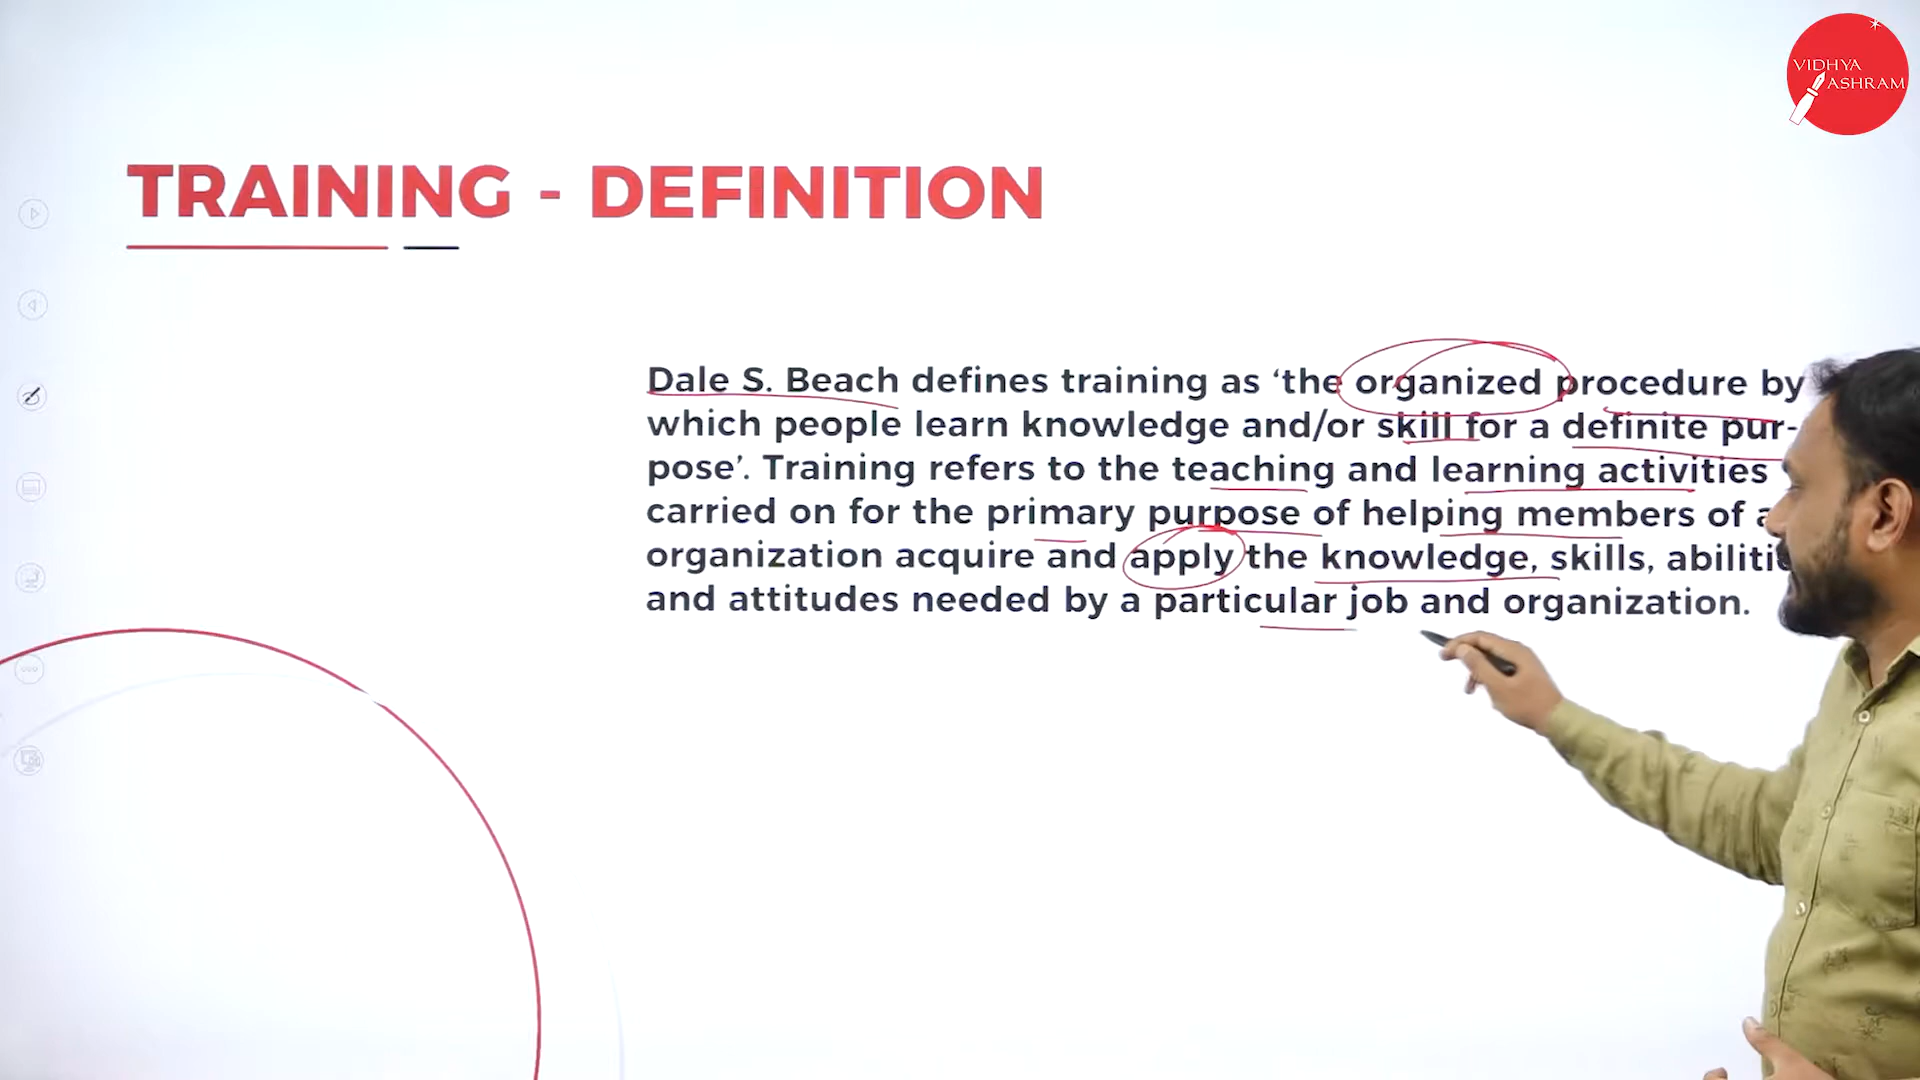 VIDHYA
ASHRAM
TRAINING - DEFINITION
Dale S. Beach defines training as ‘the organized procedure by
which people learn knowledge and/or skill for a definite pur-
pose’. Training refers to the teaching and learning activities
carried on for the primary purpose of helping members of
organization acquire and apply the knowledge, skills,
and attitudes needed by a particular job and organization.